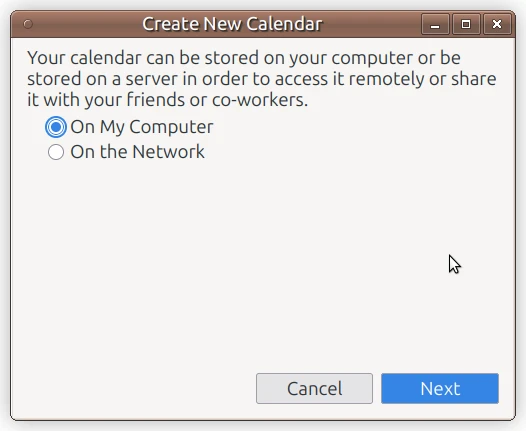 Create New Calendar
Your calendar can be stored on your computer or be
stored on a server in order to access it remotely or share
it with your friends or co-workers.
On My Computer
On the Network
Cancel Next